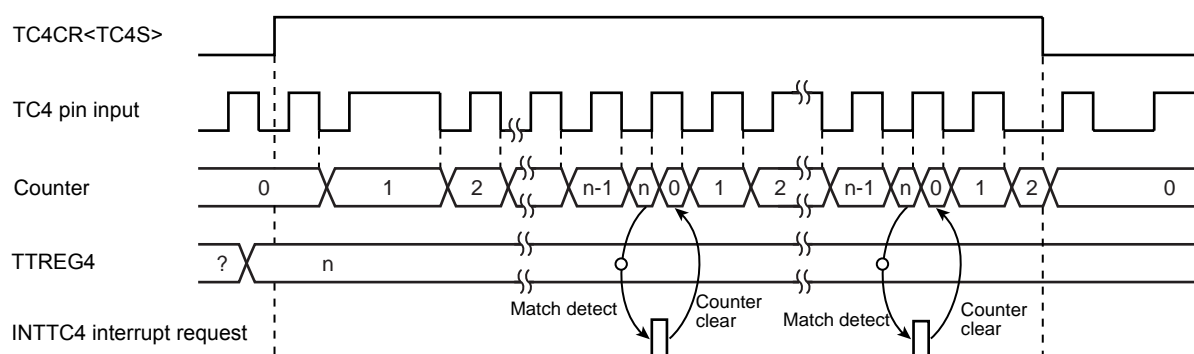 TC4CR<TC4S>
TC4 pin input
Counter 0 1 2 n-1 n 0 1 2 n-1 n 0 1 2 0
TTREG4 ? n
Match detect Counter clear Match detect Counter clear
INTTC4 interrupt request